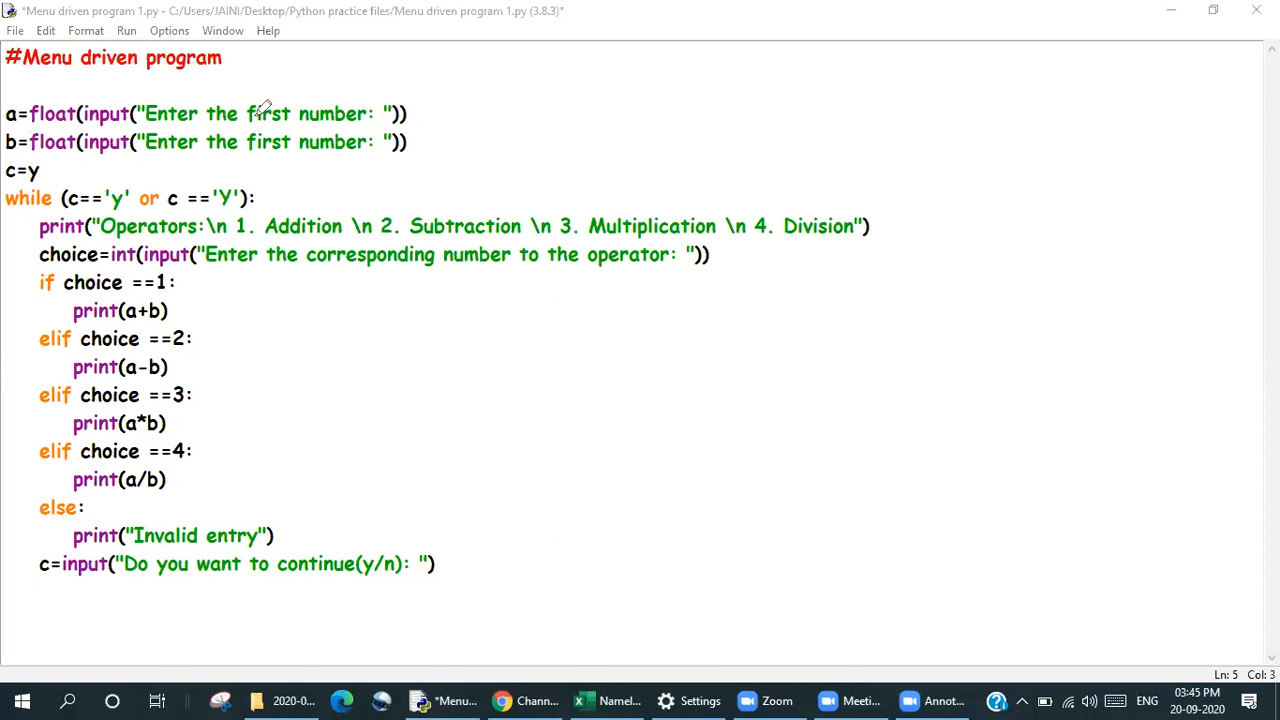 *Menu driven program 1.py - C:/Users/JAINI/Desktop/Python practice files/Menu driven program 1.py (3.8.3)*
File Edit Format Run Options Window Help
#Menu driven program
a=float(input("Enter the first number: "))
b=float(input("Enter the first number: "))
c=y
while (c=='y' or c =='Y'):
print("Operators:\n 1. Addition \n 2. Subtraction \n 3. Multiplication \n 4. Division")
choice=int(input("Enter the corresponding number to the operator: "))
if choice ==1:
print(a+b)
elif choice ==2:
print(a-b)
elif choice ==3:
print(a*b)
elif choice ==4:
print(a/b)
else:
print("Invalid entry")
c=input("Do you want to continue(y/n): ")
Ln: 5 Col: 3
2020-0... *Menu... Chann... Namel... Settings Zoom Meeti... Annot... ENG 03:45 PM
20-09-2020